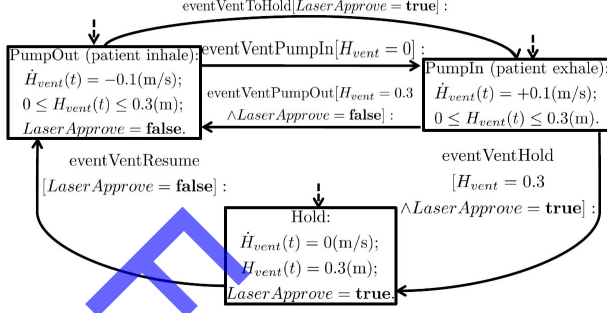 eventVentToHold[LaserApprove = true] :
PumpOut (patient inhale):
Ḣvent(t) = −0.1(m/s);
0 ≤ Hvent(t) ≤ 0.3(m);
LaserApprove = false.
eventVentPumpIn[Hvent = 0] :
eventVentPumpOut[Hvent = 0.3
∧LaserApprove = false] :
PumpIn (patient exhale):
Ḣvent(t) = +0.1(m/s);
0 ≤ Hvent(t) ≤ 0.3(m).
eventVentResume
[LaserApprove = false] :
eventVentHold
[Hvent = 0.3
∧LaserApprove = true] :
Hold:
Ḣvent(t) = 0(m/s);
Hvent(t) = 0.3(m);
LaserApprove = true.